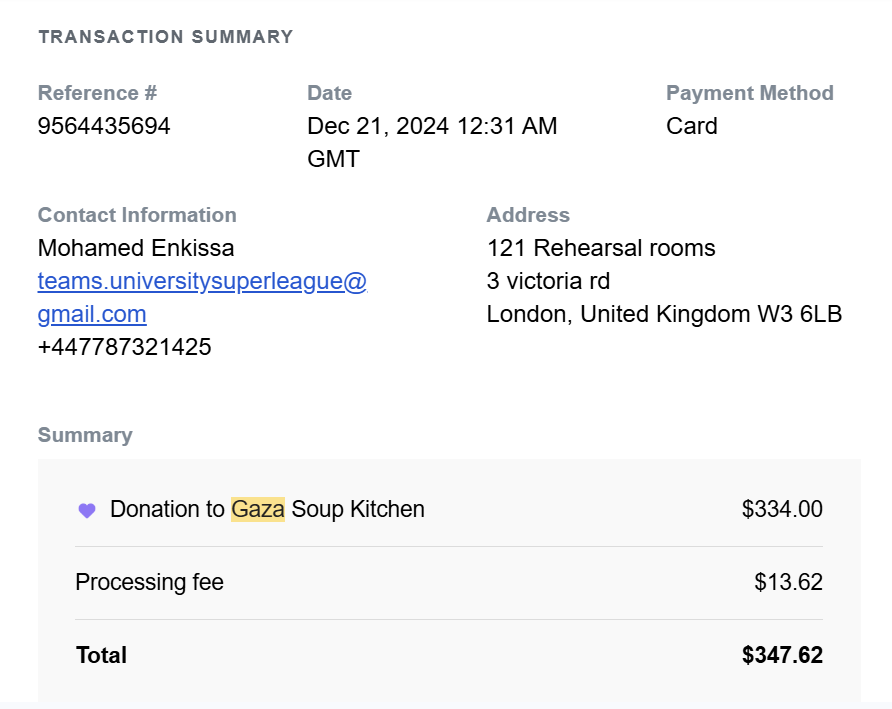 TRANSACTION SUMMARY
Reference #
9564435694
Date
Dec 21, 2024 12:31 AM
GMT
Payment Method
Card
Contact Information
Mohamed Enkissa
teams.universitysuperleague@
gmail.com
+447787321425
Address
121 Rehearsal rooms
3 victoria rd
London, United Kingdom W3 6LB
Summary
Donation to Gaza Soup Kitchen $334.00
Processing fee $13.62
Total $347.62